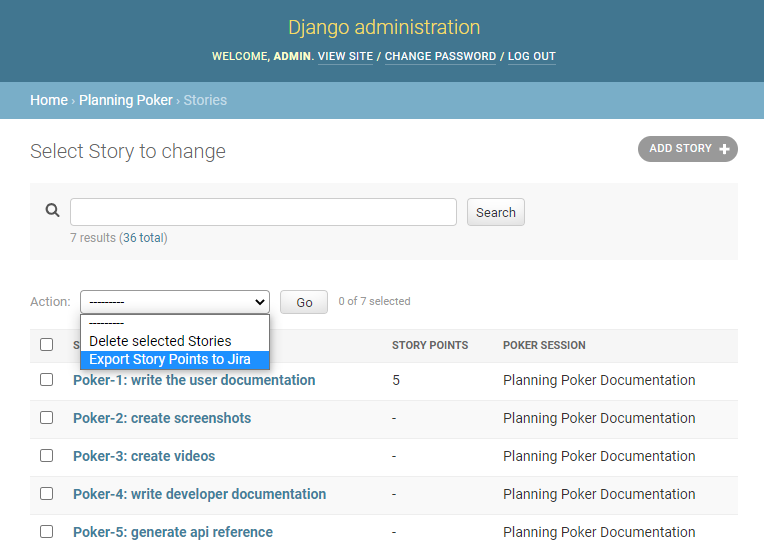 Django administration
WELCOME, ADMIN. VIEW SITE / CHANGE PASSWORD / LOG OUT
Home › Planning Poker › Stories
Select Story to change
ADD STORY +
Search
7 results (36 total)
Action: --------- Go 0 of 7 selected
---------
Delete selected Stories
Export Story Points to Jira
S STORY POINTS POKER SESSION
Poker-1: write the user documentation 5 Planning Poker Documentation
Poker-2: create screenshots - Planning Poker Documentation
Poker-3: create videos - Planning Poker Documentation
Poker-4: write developer documentation - Planning Poker Documentation
Poker-5: generate api reference - Planning Poker Documentation